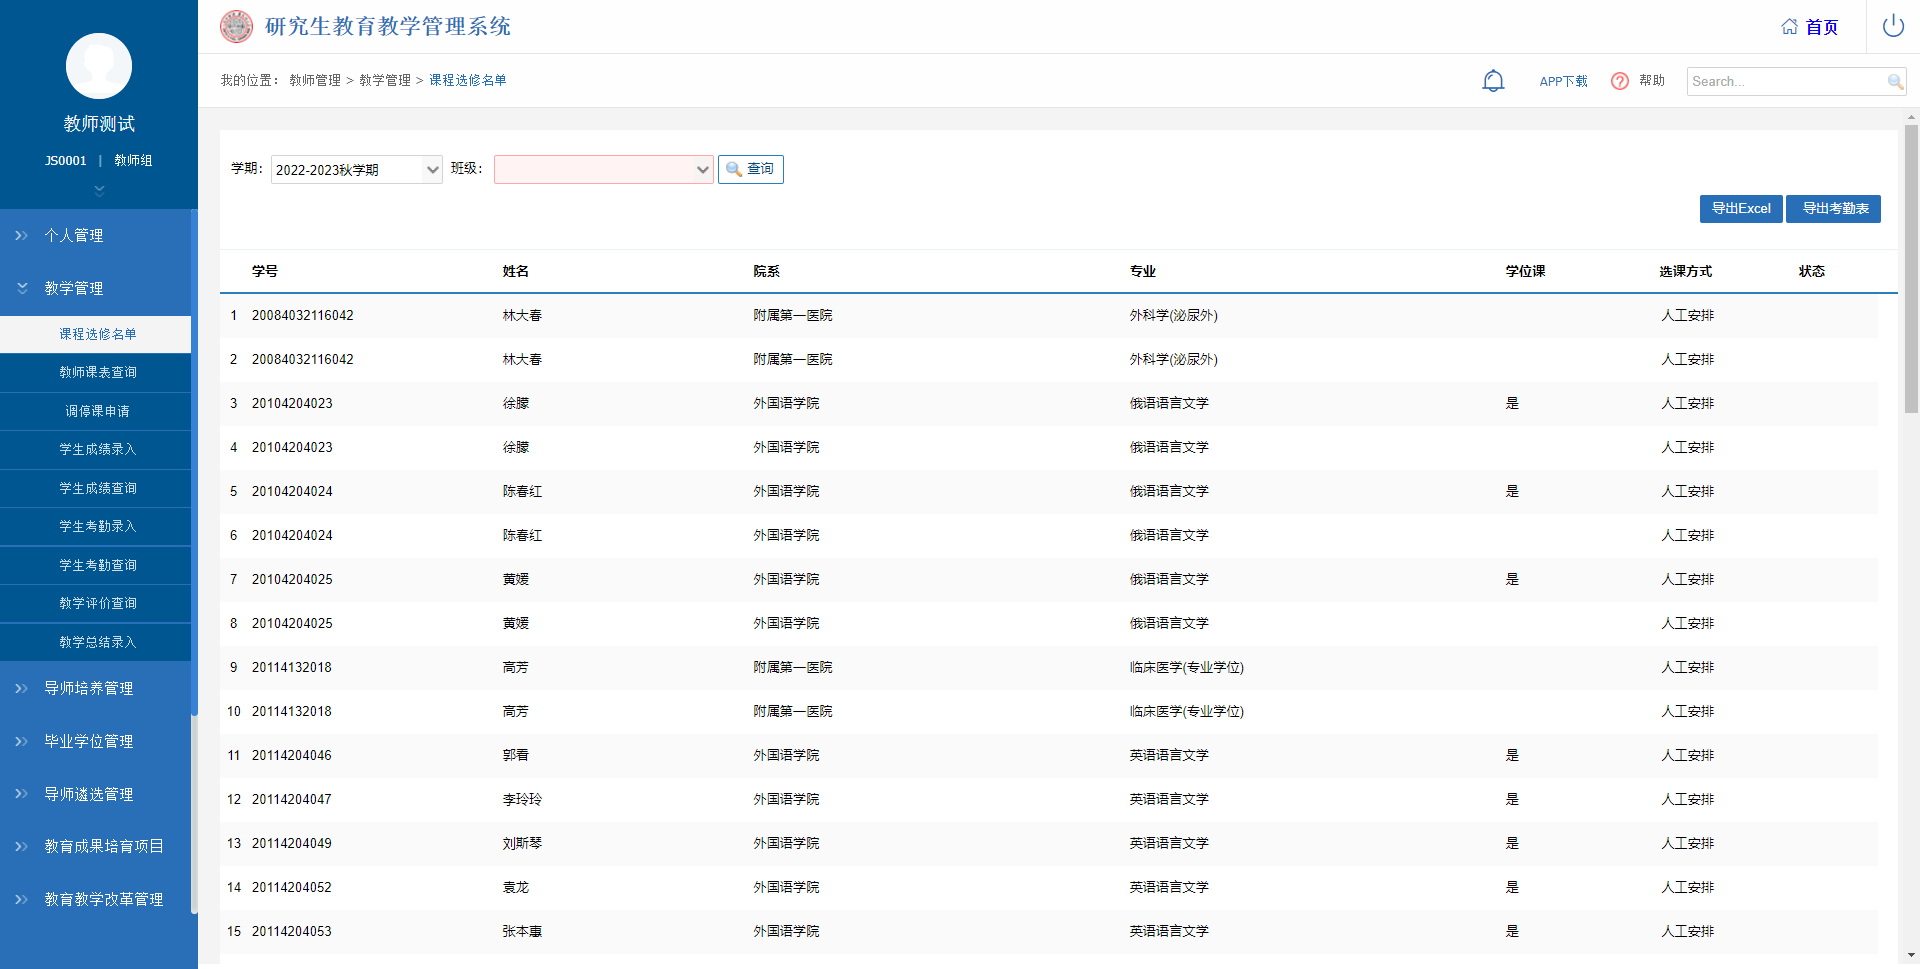 研究生教育教学管理系统
首页
我的位置： 教师管理 > 教学管理 > 课程选修名单
APP下载
帮助
Search...
教师测试
JS0001 | 教师组
个人管理
教学管理
课程选修名单
教师课表查询
调停课申请
学生成绩录入
学生成绩查询
学生考勤录入
学生考勤查询
教学评价查询
教学总结录入
导师培养管理
毕业学位管理
导师遴选管理
教育成果培育项目
教育教学改革管理
学期： 2022-2023秋学期 班级： 查询
导出Excel 导出考勤表
学号 姓名 院系 专业 学位课 选课方式 状态
1 20084032116042 林大春 附属第一医院 外科学(泌尿外) 人工安排
2 20084032116042 林大春 附属第一医院 外科学(泌尿外) 人工安排
3 20104204023 徐朦 外国语学院 俄语语言文学 是 人工安排
4 20104204023 徐朦 外国语学院 俄语语言文学 人工安排
5 20104204024 陈春红 外国语学院 俄语语言文学 是 人工安排
6 20104204024 陈春红 外国语学院 俄语语言文学 人工安排
7 20104204025 黄媛 外国语学院 俄语语言文学 是 人工安排
8 20104204025 黄媛 外国语学院 俄语语言文学 人工安排
9 20114132018 高芳 附属第一医院 临床医学(专业学位) 人工安排
10 20114132018 高芳 附属第一医院 临床医学(专业学位) 人工安排
11 20114204046 郭看 外国语学院 英语语言文学 是 人工安排
12 20114204047 李玲玲 外国语学院 英语语言文学 是 人工安排
13 20114204049 刘斯琴 外国语学院 英语语言文学 是 人工安排
14 20114204052 袁龙 外国语学院 英语语言文学 是 人工安排
15 20114204053 张本惠 外国语学院 英语语言文学 是 人工安排